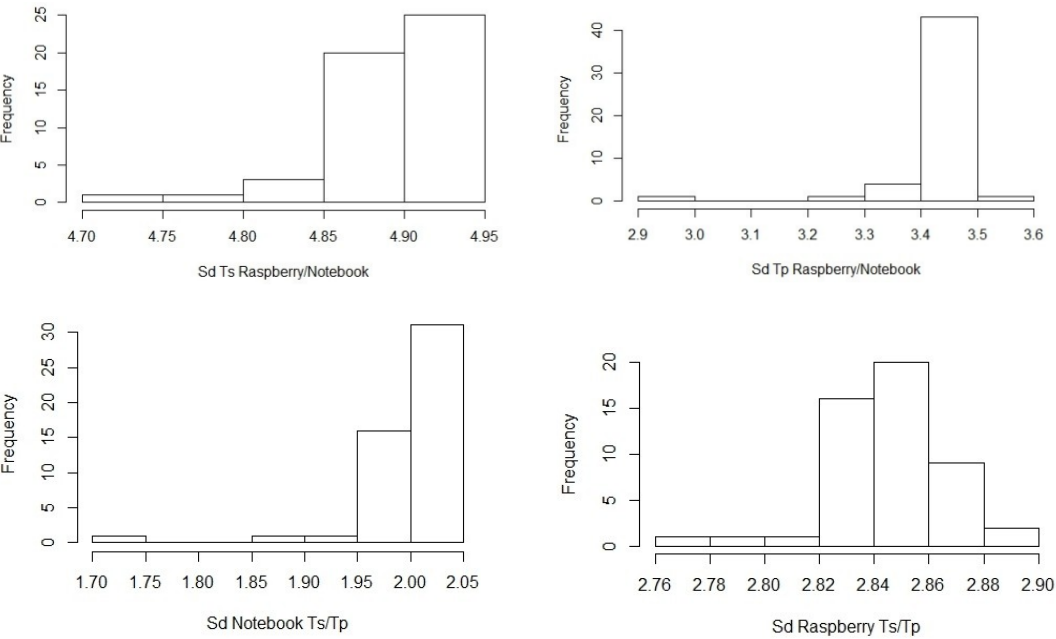 Frequency
25
20
15
10
5
0
4.70 4.75 4.80 4.85 4.90 4.95
Sd Ts Raspberry/Notebook
Frequency
40
30
20
10
0
2.9 3.0 3.1 3.2 3.3 3.4 3.5 3.6
Sd Tp Raspberry/Notebook
Frequency
30
25
20
15
10
5
0
1.70 1.75 1.80 1.85 1.90 1.95 2.00 2.05
Sd Notebook Ts/Tp
Frequency
20
15
10
5
0
2.76 2.78 2.80 2.82 2.84 2.86 2.88 2.90
Sd Raspberry Ts/Tp